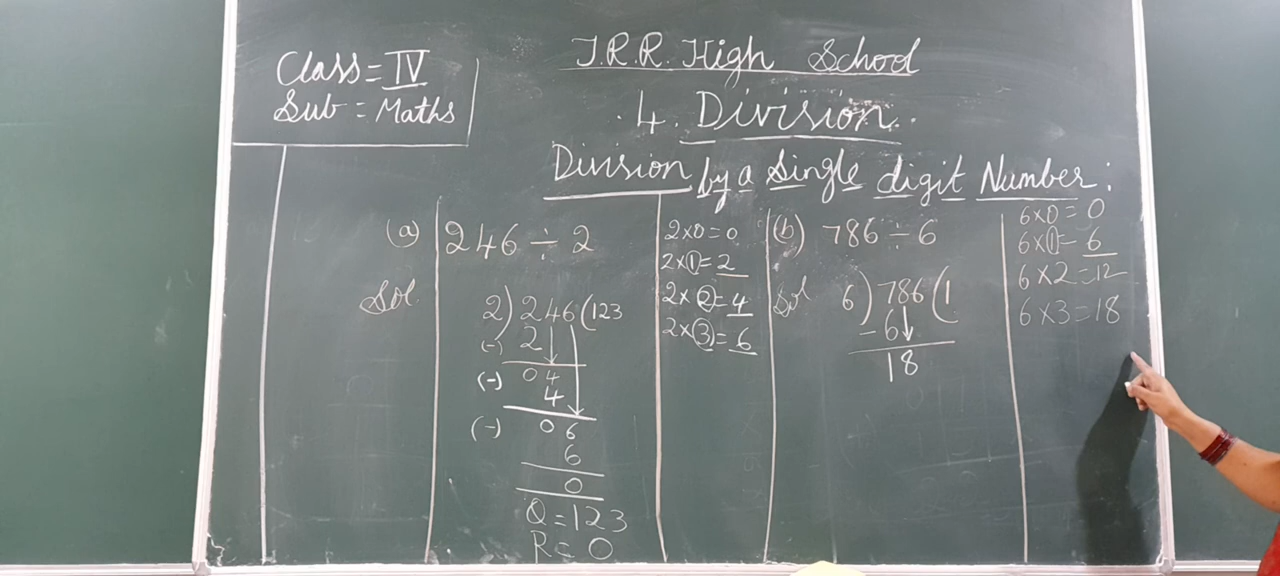 Class = IV
Sub = Maths
J.R.R. High School
4. Division.
Division by a Single digit Number:
(a) 246 ÷ 2
Sol.
2) 246 (123
(-) 2
04
(-) 4
06
(-) 6
0
Q = 123
R = 0
2×0=0
2×1=2
2×2=4
2×3=6
(b) 786 ÷ 6
Sol
6) 786 (1
-6
18
6×0=0
6×1=6
6×2=12
6×3=18